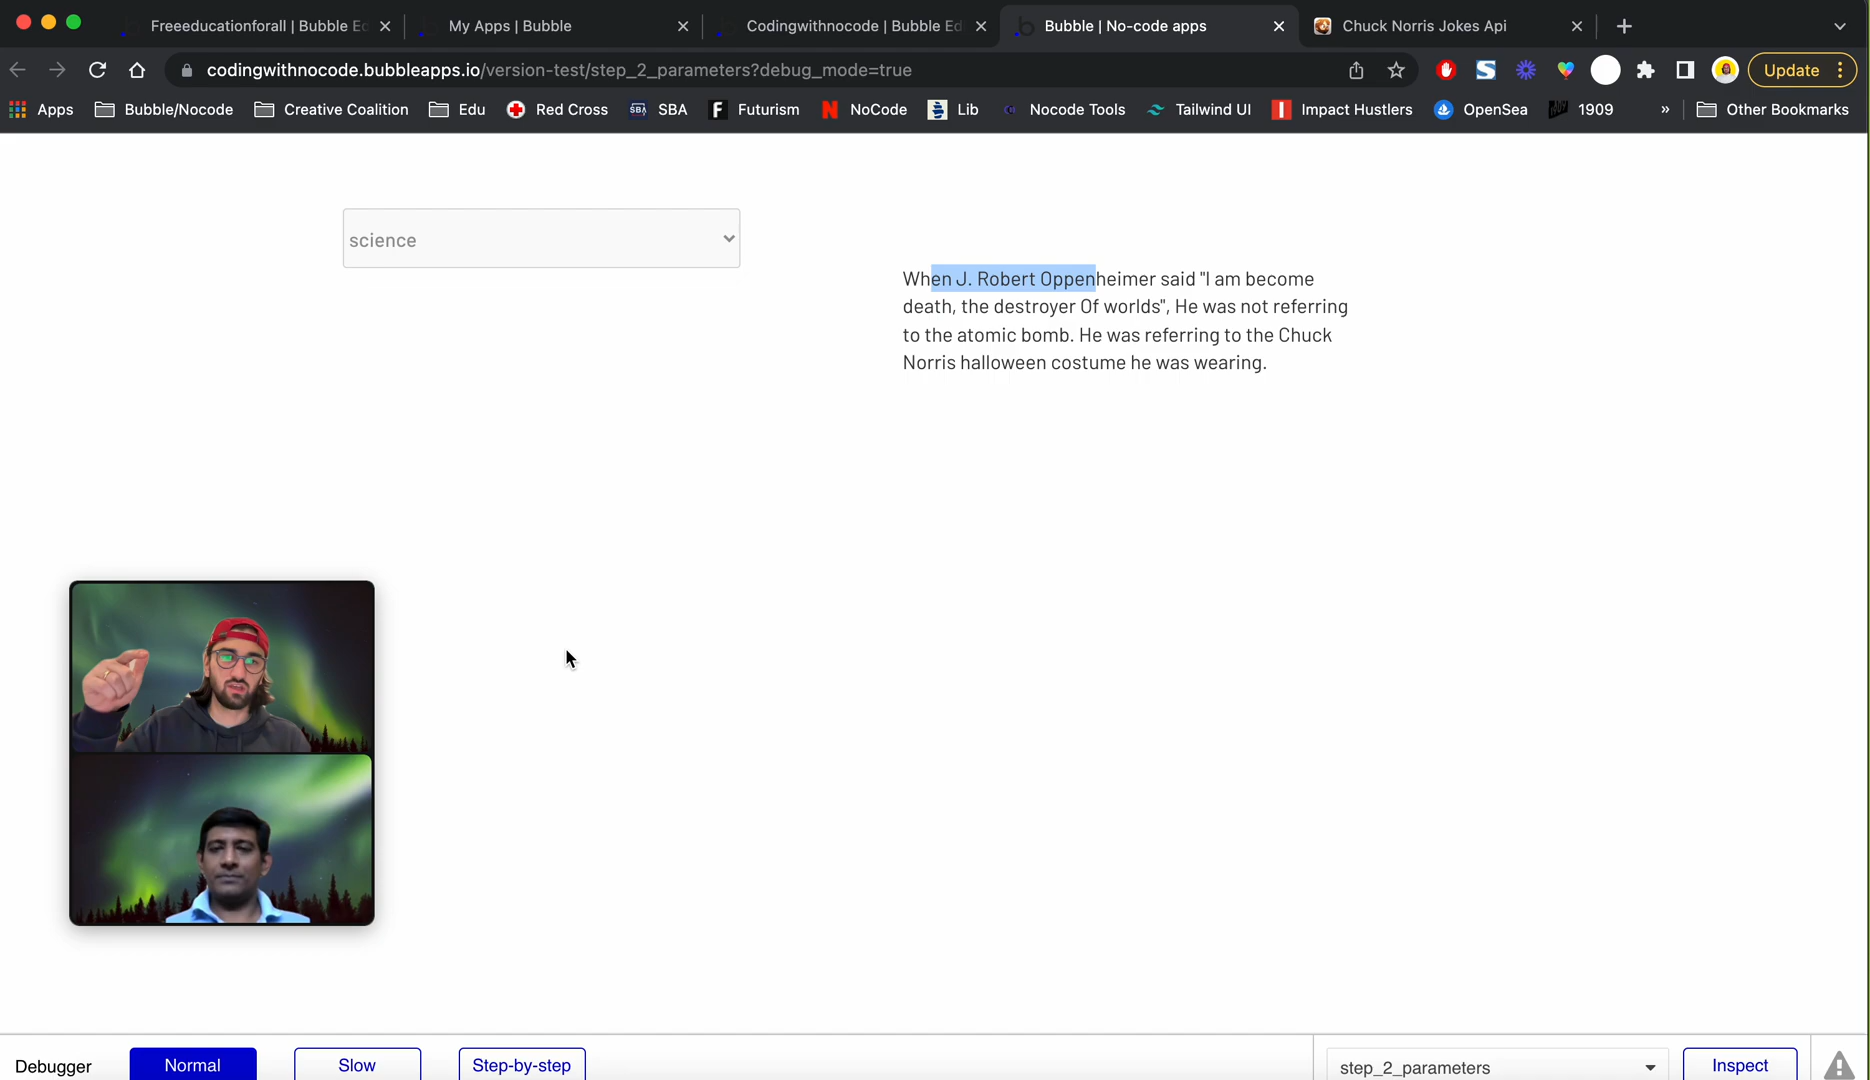 Freeeducationforall | Bubble Ed
My Apps | Bubble
Codingwithnocode | Bubble Ed
Bubble | No-code apps
Chuck Norris Jokes Api
codingwithnocode.bubbleapps.io/version-test/step_2_parameters?debug_mode=true
Update
Apps
Bubble/Nocode
Creative Coalition
Edu
Red Cross
SBA
SBA
F
Futurism
N
NoCode
Lib
Nocode Tools
Tailwind UI
Impact Hustlers
OpenSea
1909
»
Other Bookmarks
science
When J. Robert Oppenheimer said "I am become
death, the destroyer Of worlds", He was not referring
to the atomic bomb. He was referring to the Chuck
Norris halloween costume he was wearing.
Debugger
Normal
Slow
Step-by-step
step_2_parameters
Inspect